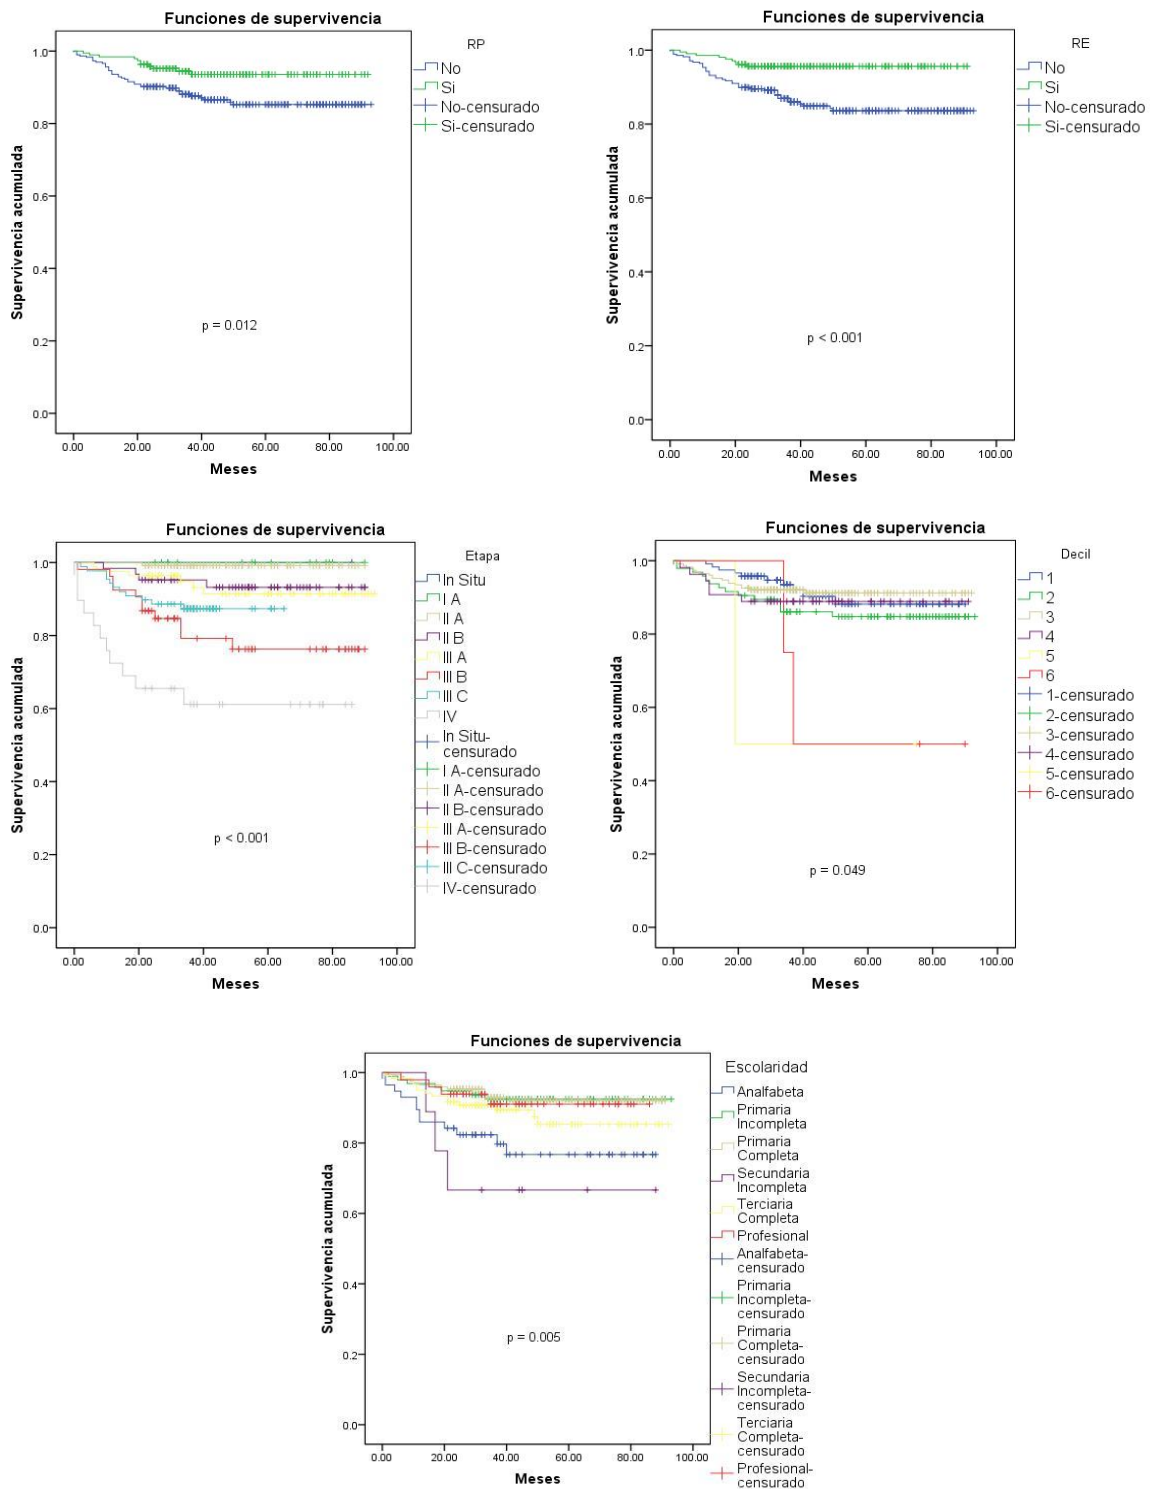 Funciones de supervivencia
RP
No
Si
No-censurado
Si-censurado
Supervivencia acumulada
1.0
0.8
0.6
0.4
0.2
0.0
p = 0.012
0.00 20.00 40.00 60.00 80.00 100.00
Meses
Funciones de supervivencia
RE
No
Si
No-censurado
Si-censurado
Supervivencia acumulada
1.0
0.8
0.6
0.4
0.2
0.0
p < 0.001
0.00 20.00 40.00 60.00 80.00 100.00
Meses
Funciones de supervivencia
Etapa
In Situ
I A
II A
II B
III A
III B
III C
IV
In Situ-
censurado
I A-censurado
II A-censurado
II B-censurado
III A-censurado
III B-censurado
III C-censurado
IV-censurado
Supervivencia acumulada
1.0
0.8
0.6
0.4
0.2
0.0
p < 0.001
0.00 20.00 40.00 60.00 80.00 100.00
Meses
Funciones de supervivencia
Decil
1
2
3
4
5
6
1-censurado
2-censurado
3-censurado
4-censurado
5-censurado
6-censurado
Supervivencia acumulada
1.0
0.8
0.6
0.4
0.2
0.0
p = 0.049
0.00 20.00 40.00 60.00 80.00 100.00
Meses
Funciones de supervivencia
Escolaridad
Analfabeta
Primaria
Incompleta
Primaria
Completa
Secundaria
Incompleta
Terciaria
Completa
Profesional
Analfabeta-
censurado
Primaria
Incompleta-
censurado
Primaria
Completa-
censurado
Secundaria
Incompleta-
censurado
Terciaria
Completa-
censurado
Profesional-
censurado
Supervivencia acumulada
1.0
0.8
0.6
0.4
0.2
0.0
p = 0.005
0.00 20.00 40.00 60.00 80.00 100.00
Meses